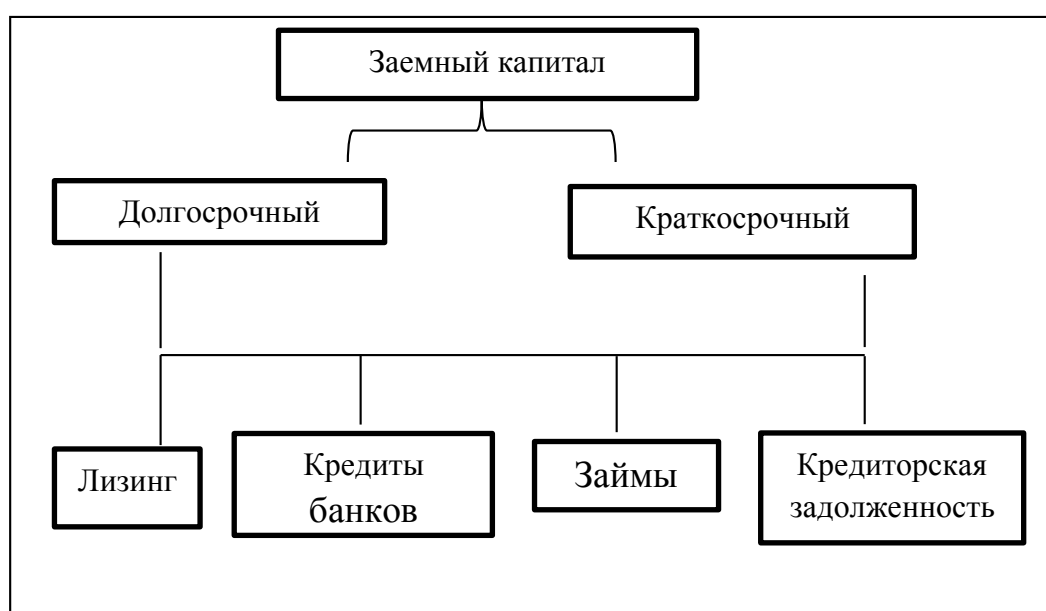 Заемный капитал
Долгосрочный
Краткосрочный
Лизинг
Кредиты
банков
Займы
Кредиторская
задолженность